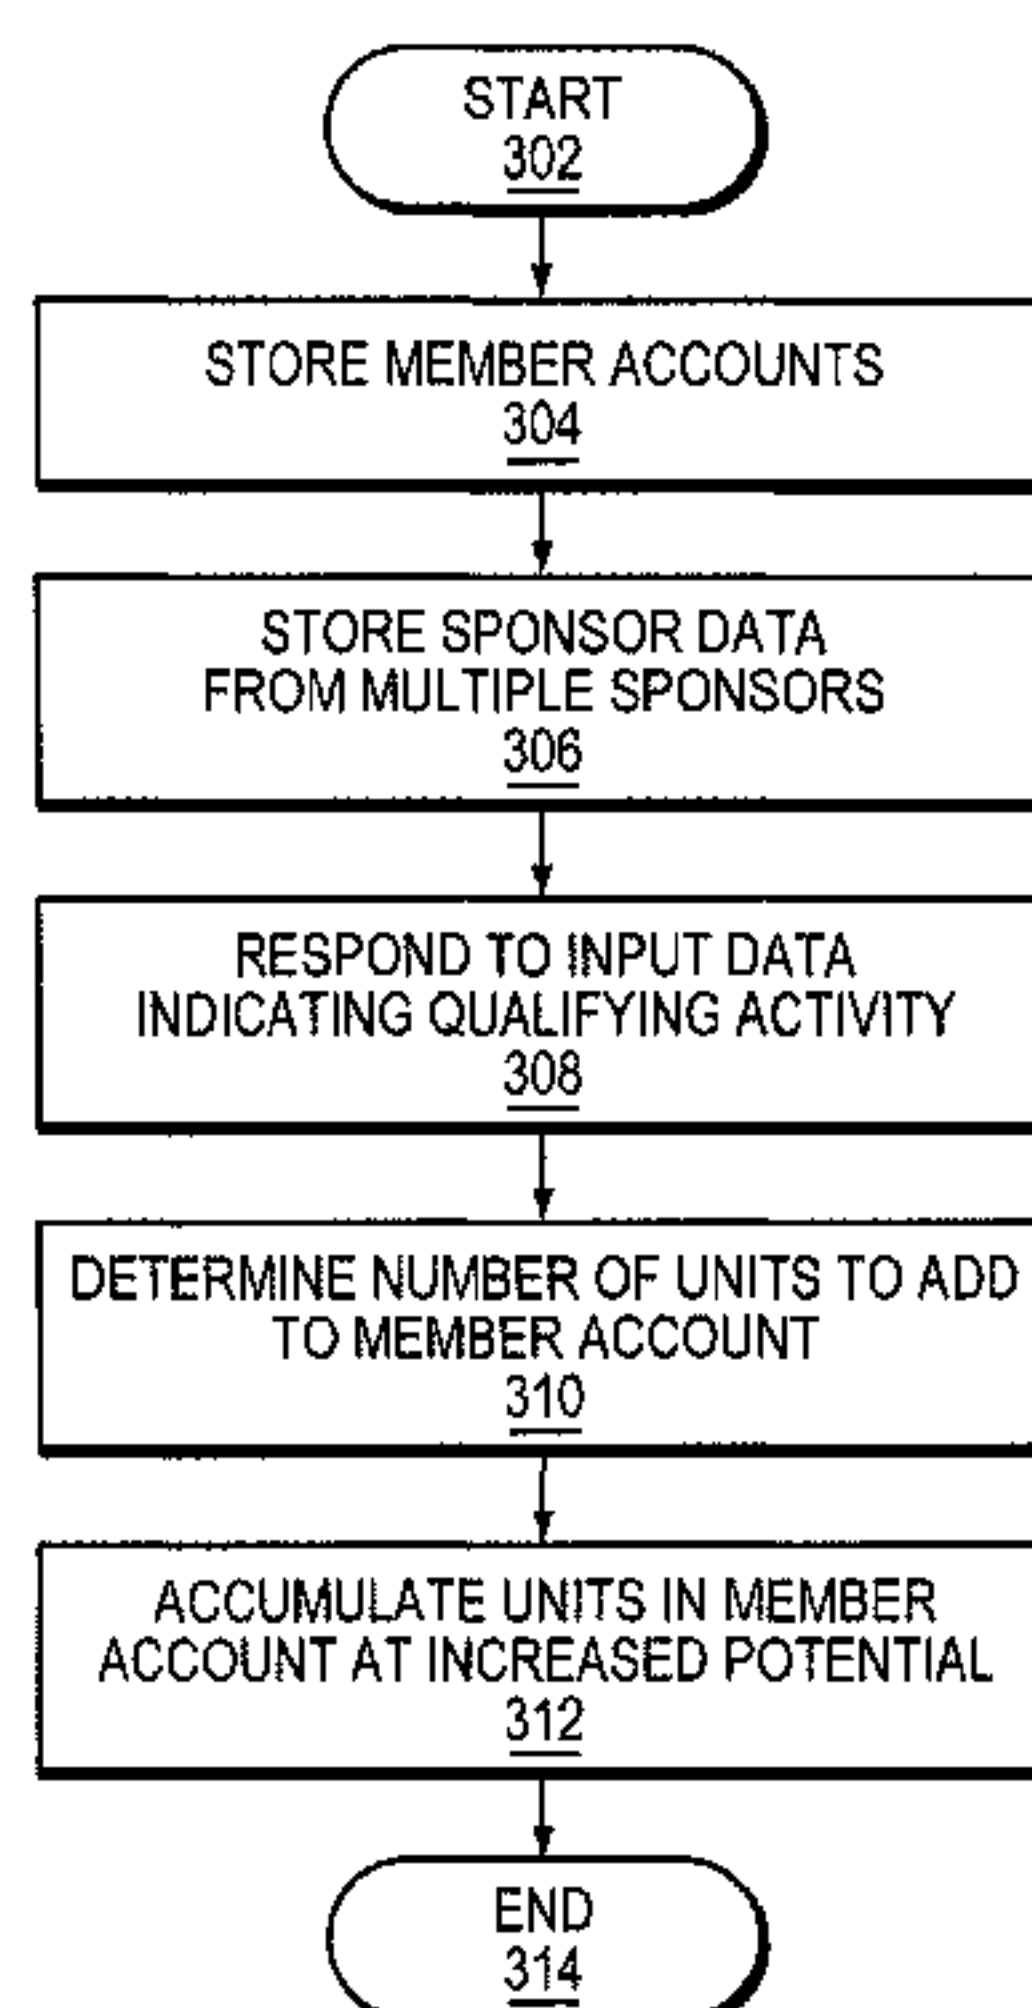 START
302
STORE MEMBER ACCOUNTS
304
STORE SPONSOR DATA
FROM MULTIPLE SPONSORS
306
RESPOND TO INPUT DATA
INDICATING QUALIFYING ACTIVITY
308
DETERMINE NUMBER OF UNITS TO ADD
TO MEMBER ACCOUNT
310
ACCUMULATE UNITS IN MEMBER
ACCOUNT AT INCREASED POTENTIAL
312
END
314